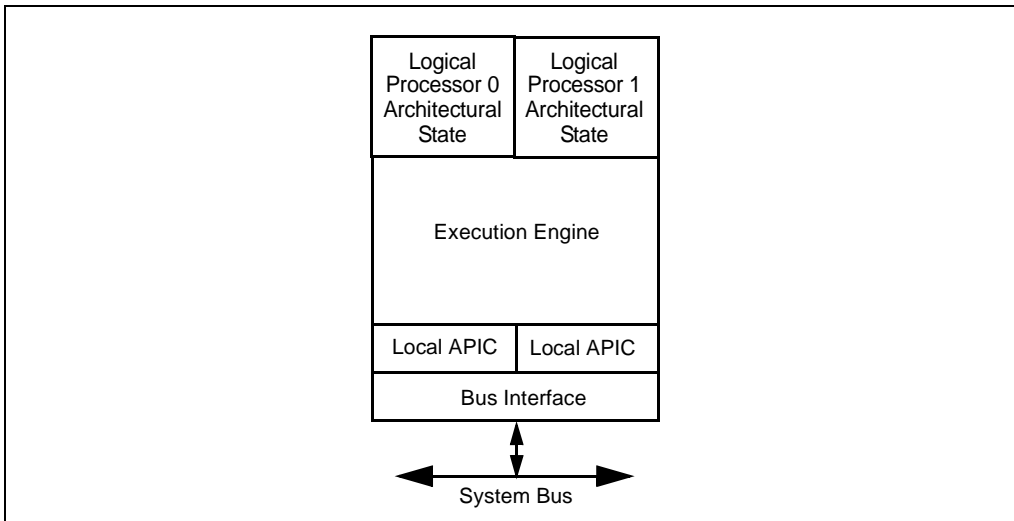 Logical
Processor 0
Architectural
State
Logical
Processor 1
Architectural
State
Execution Engine
Local APIC
Local APIC
Bus Interface
System Bus